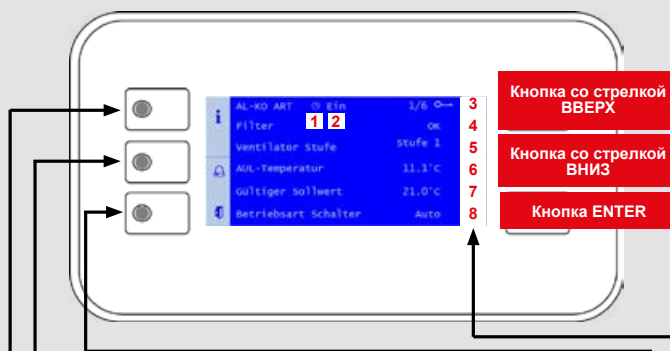 AL-KO ART Ein 1/6 3
1 2
Filter OK 4
Ventilator Stufe Stufe 1 5
AUL-Temperatur 11.1°C 6
Gültiger Sollwert 21.0°C 7
Betriebsart Schalter Auto 8
Кнопка со стрелкой
ВВЕРХ
Кнопка со стрелкой
ВНИЗ
Кнопка ENTER